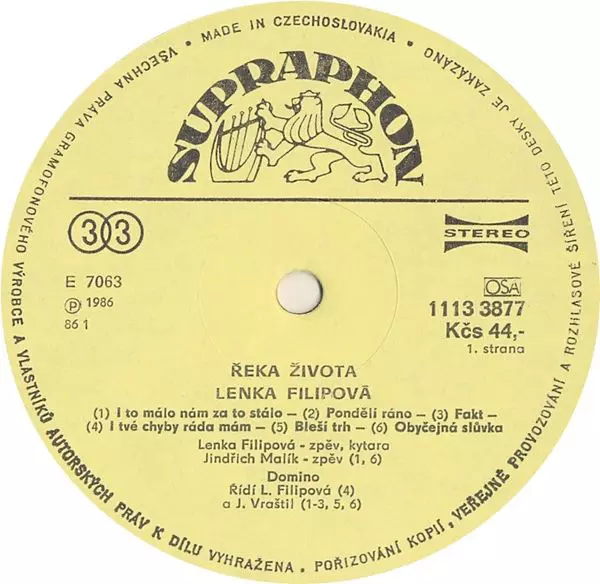 VŠECHNA PRÁVA GRAMOFONOVÉHO VÝROBCE A VLASTNÍKŮ AUTORSKÝCH PRÁV K DÍLU VYHRAŽENA. POŘIZOVÁNÍ KOPIÍ, VEŘEJNÉ PROVOZOVÁNÍ A ROZHLASOVÉ ŠÍŘENÍ TÉTO DESKY JE ZAKÁZÁNO • MADE IN CZECHOSLOVAKIA •
SUPRAPHON
33
STEREO
E 7063
℗ 1986
86 1
OSA
1113 3877
Kčs 44,-
1. strana
ŘEKA ŽIVOTA
LENKA FILIPOVÁ
(1) I to málo nám za to stálo – (2) Pondělí ráno – (3) Fakt –
(4) I tvé chyby ráda mám – (5) Bleší trh – (6) Obyčejná slůvka
Lenka Filipová - zpěv, kytara
Jindřich Malík - zpěv (1, 6)
Domino
Řídí L. Filipová (4)
a J. Vraštil (1-3, 5, 6)